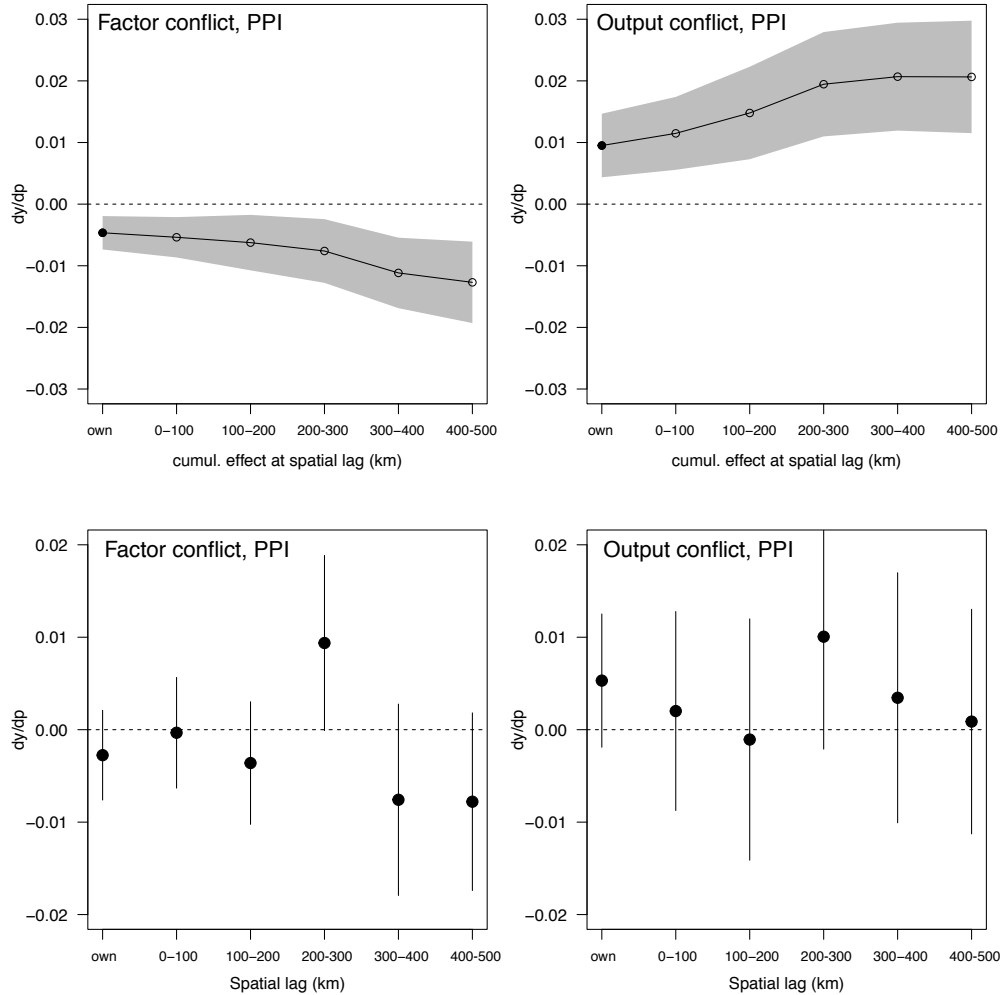 Factor conflict, PPI
0.03
0.02
0.01
0.00
−0.01
−0.02
−0.03
dy/dp
own 0−100 100−200 200-300 300−400 400-500
cumul. effect at spatial lag (km)
Output conflict, PPI
0.03
0.02
0.01
0.00
−0.01
−0.02
−0.03
dy/dp
own 0−100 100−200 200-300 300−400 400-500
cumul. effect at spatial lag (km)
Factor conflict, PPI
0.02
0.01
0.00
−0.01
−0.02
dy/dp
own 0−100 100−200 200-300 300−400 400-500
Spatial lag (km)
Output conflict, PPI
0.02
0.01
0.00
−0.01
−0.02
dy/dp
own 0−100 100−200 200-300 300−400 400-500
Spatial lag (km)